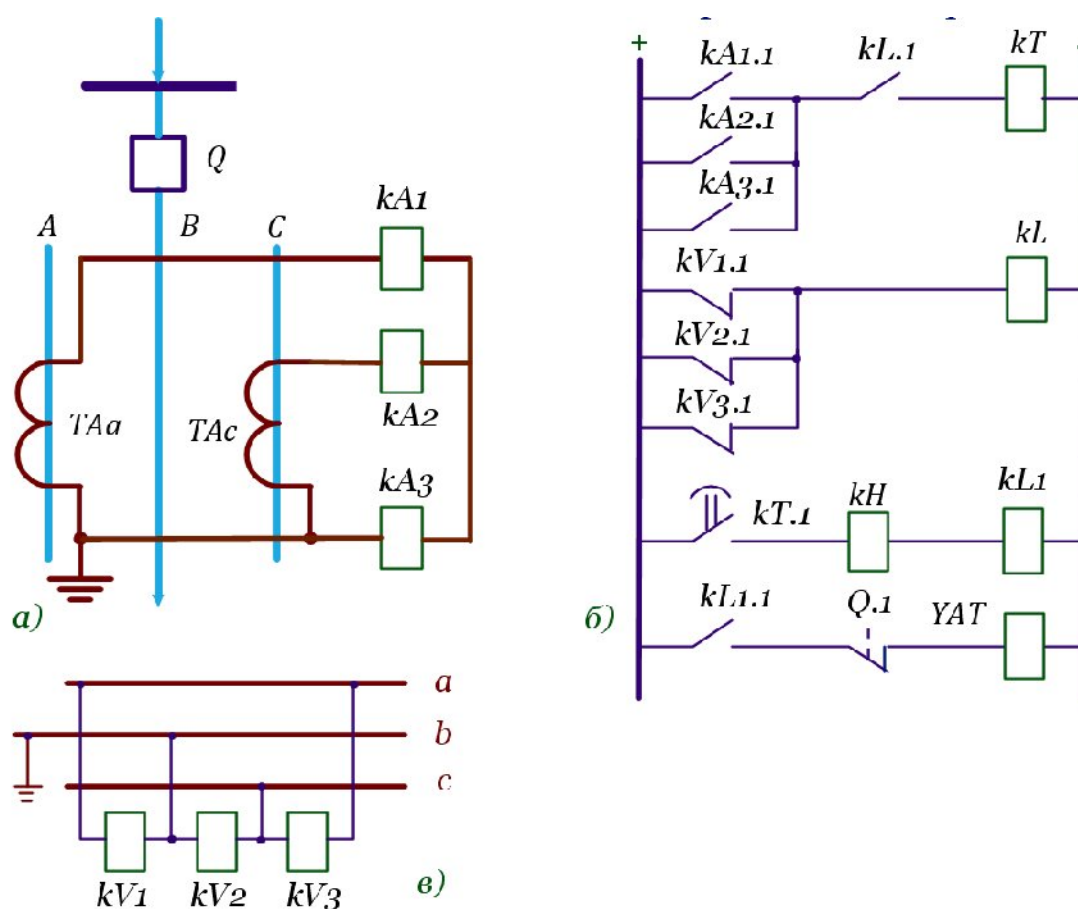 Q
A
B
C
kA1
kA2
kA3
TAa
TAc
а)
+
kA1.1
kL.1
kT
kA2.1
kA3.1
kV1.1
kL
kV2.1
kV3.1
kT.1
kH
kL1
kL1.1
Q.1
YAT
б)
a
b
c
kV1
kV2
kV3
в)